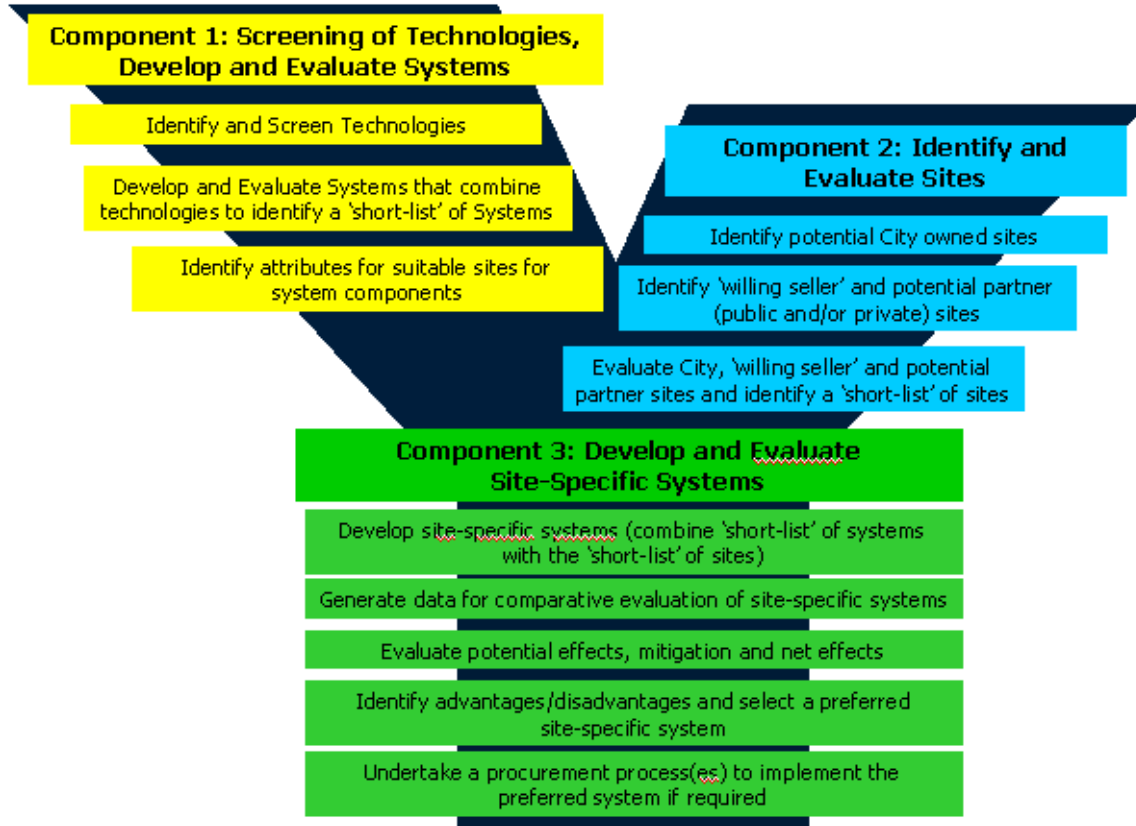 Component 1: Screening of Technologies,
Develop and Evaluate Systems
Identify and Screen Technologies
Develop and Evaluate Systems that combine
technologies to identify a ‘short-list’ of Systems
Identify attributes for suitable sites for
system components
Component 2: Identify and
Evaluate Sites
Identify potential City owned sites
Identify ‘willing seller’ and potential partner
(public and/or private) sites
Evaluate City, ‘willing seller’ and potential
partner sites and identify a ‘short-list’ of sites
Component 3: Develop and Evaluate
Site-Specific Systems
Develop site-specific systems (combine ‘short-list’ of systems
with the ‘short-list’ of sites)
Generate data for comparative evaluation of site-specific systems
Evaluate potential effects, mitigation and net effects
Identify advantages/disadvantages and select a preferred
site-specific system
Undertake a procurement process(es) to implement the
preferred system if required